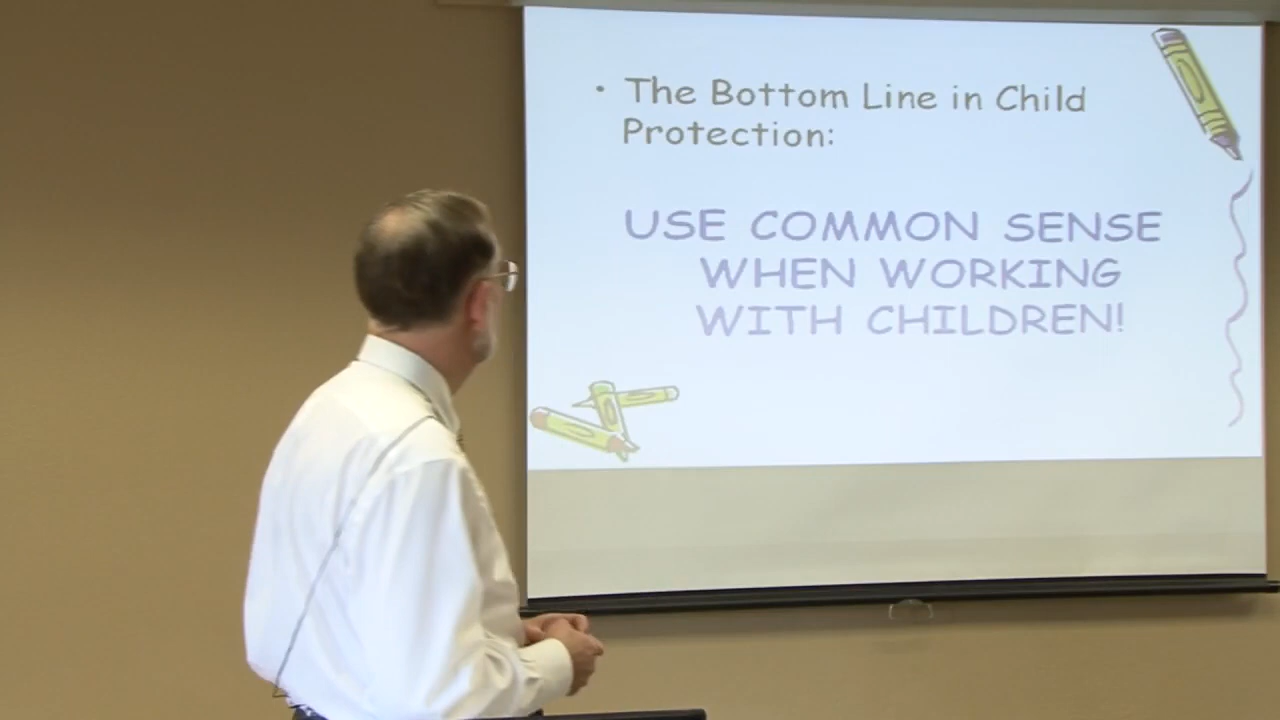 • The Bottom Line in Child
Protection:
USE COMMON SENSE
WHEN WORKING
WITH CHILDREN!